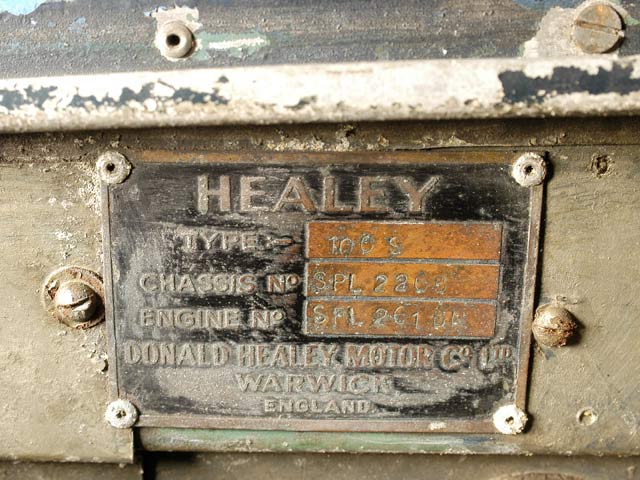 HEALEY
TYPE:- 100 S
CHASSIS Nº
ENGINE Nº
DONALD HEALEY MOTOR Cº LTD
WARWICK
ENGLAND.